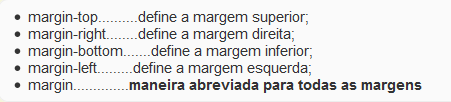 • margin-top..........define a margem superior;
• margin-right........define a margem direita;
• margin-bottom.......define a margem inferior;
• margin-left.........define a margem esquerda;
• margin..............maneira abreviada para todas as margens